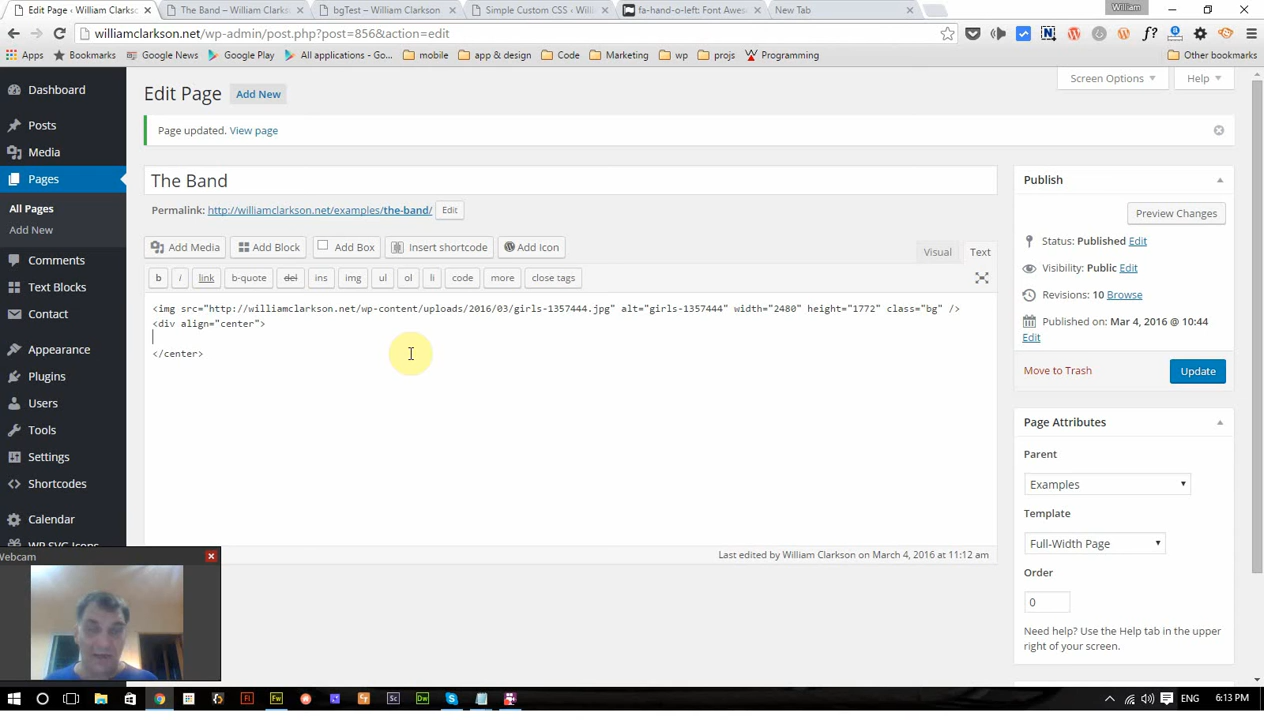 Edit Page ‹ William Clarkso
The Band – William Clarkso
bgTest – William Clarkson
Simple Custom CSS ‹ Willia
fa-hand-o-left: Font Aweso
New Tab
William
williamclarkson.net/wp-admin/post.php?post=856&action=edit
Apps
Bookmarks
Google News
Google Play
All applications - Go...
mobile
app & design
Code
Marketing
wp
projs
Programming
Other bookmarks
Dashboard
Posts
Media
Pages
All Pages
Add New
Comments
Text Blocks
Contact
Appearance
Plugins
Users
Tools
Settings
Shortcodes
Calendar
WP SVG Icons
Screen Options
Help
Edit Page
Add New
Page updated. View page
The Band
Permalink: http://williamclarkson.net/examples/the-band/
Edit
Add Media
Add Block
Add Box
Insert shortcode
Add Icon
Visual
Text
b
i
link
b-quote
del
ins
img
ul
ol
li
code
more
close tags
<img src="http://williamclarkson.net/wp-content/uploads/2016/03/girls-1357444.jpg" alt="girls-1357444" width="2480" height="1772" class="bg" />
<div align="center">
</center>
Last edited by William Clarkson on March 4, 2016 at 11:12 am
Publish
Preview Changes
Status: Published Edit
Visibility: Public Edit
Revisions: 10 Browse
Published on: Mar 4, 2016 @ 10:44
Edit
Move to Trash
Update
Page Attributes
Parent
Examples
Template
Full-Width Page
Order
0
Need help? Use the Help tab in the upper
right of your screen.
Webcam
ENG
6:13 PM